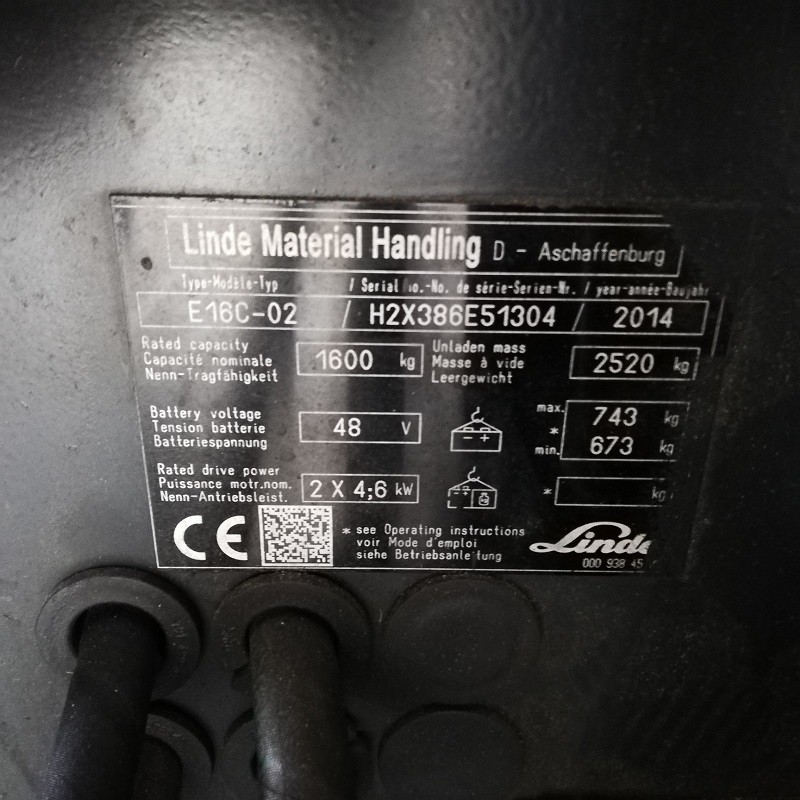 Linde Material Handling D - Aschaffenburg
Type-Modèle-Typ / Serial no.-No. de série-Serien-Nr. / year-année-Baujahr
E16C-02 / H2X386E51304 / 2014
Rated capacity
Capacité nominale
Nenn-Tragfähigkeit
1600 kg
Unladen mass
Masse à vide
Leergewicht
2520 kg
Battery voltage
Tension batterie
Batteriespannung
48 V
max. 743 kg
*
min. 673 kg
Rated drive power
Puissance motr.nom.
Nenn-Antriebsleist.
2 X 4;6 kW
* kg
CE
* see Operating instructions
voir Mode d'emploi
siehe Betriebsanleitung
Linde
000 938 45